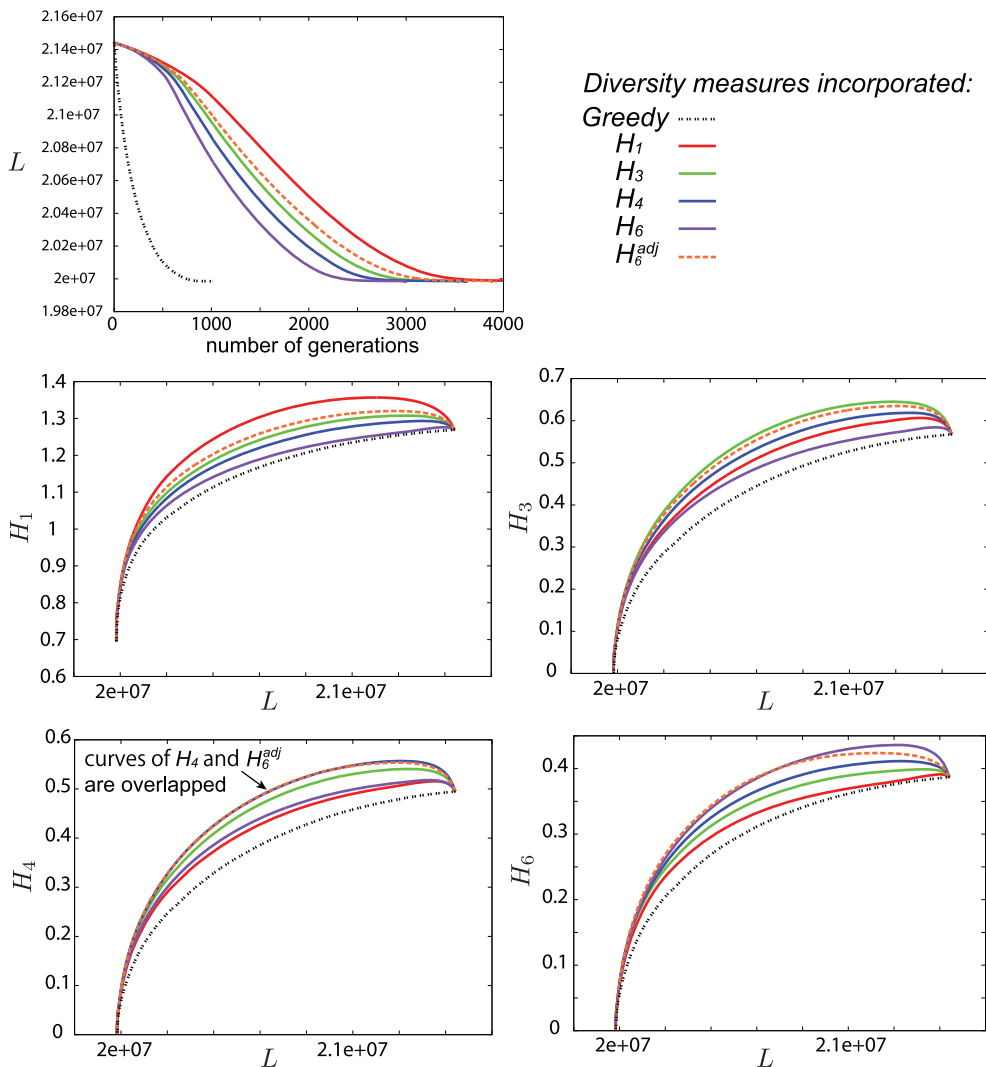 2.16e+07
2.14e+07
2.12e+07
2.1e+07
2.08e+07
2.06e+07
2.04e+07
2.02e+07
2e+07
1.98e+07
L
0 1000 2000 3000 4000
number of generations
Diversity measures incorporated:
Greedy
H1
H3
H4
H6
H6adj
1.4
1.3
1.2
1.1
1
0.9
0.8
0.7
0.6
H1
2e+07 2.1e+07
L
0.7
0.6
0.5
0.4
0.3
0.2
0.1
0
H3
2e+07 2.1e+07
L
0.6
0.5
0.4
0.3
0.2
0.1
0
H4
curves of H4 and H6adj
are overlapped
2e+07 2.1e+07
L
0.4
0.3
0.2
0.1
0
H6
2e+07 2.1e+07
L